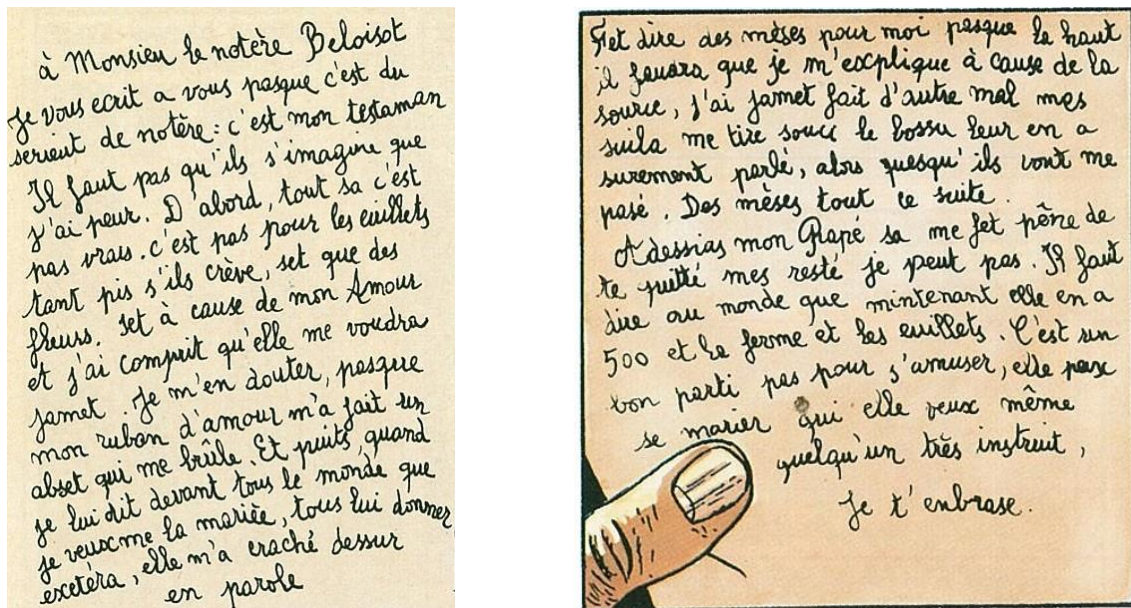 à Monsieu le notère Beloisot
Je vous ecrit a vous pasque c'est du
serieut de notère : c'est mon testaman
Il faut pas qu'ils s'imagine que
j'ai peur. D'abord, tout sa c'est
pas vrais. c'est pas pour les euillets
tant pis s'ils crève, set que des
fleurs. Set à cause de mon Amour
et j'ai comprit qu'elle me voudra
jamet. Je m'en douter, pasque
mon ruban d'amour m'a fait un
abset qui me brûle. Et puits, quand
je lui dit devant tous le monde que
je veux me la mariée, tous lui donner
exetéra, elle m'a craché dessur
en parole
Fet dire des mèses pour moi pasque la haut
il faudra que je m'excplique à cause de la
source, j'ai jamet fait d'autre mal mes
suila me tire souci le bossu leur en a
surement parlé, alors quesqu'ils vont me
pasé. Des mèses tout de suite.
Adessias mon Papé sa me fet pêne de
te quitté mes resté je peut pas. Il faut
dire au monde que mintenant elle en a
500 et la ferme et les euillets. C'est un
bon parti pas pour s'amuser, elle peux
se marier qui elle veux même
quelqu'un très instruit,
Je t'enbrase.